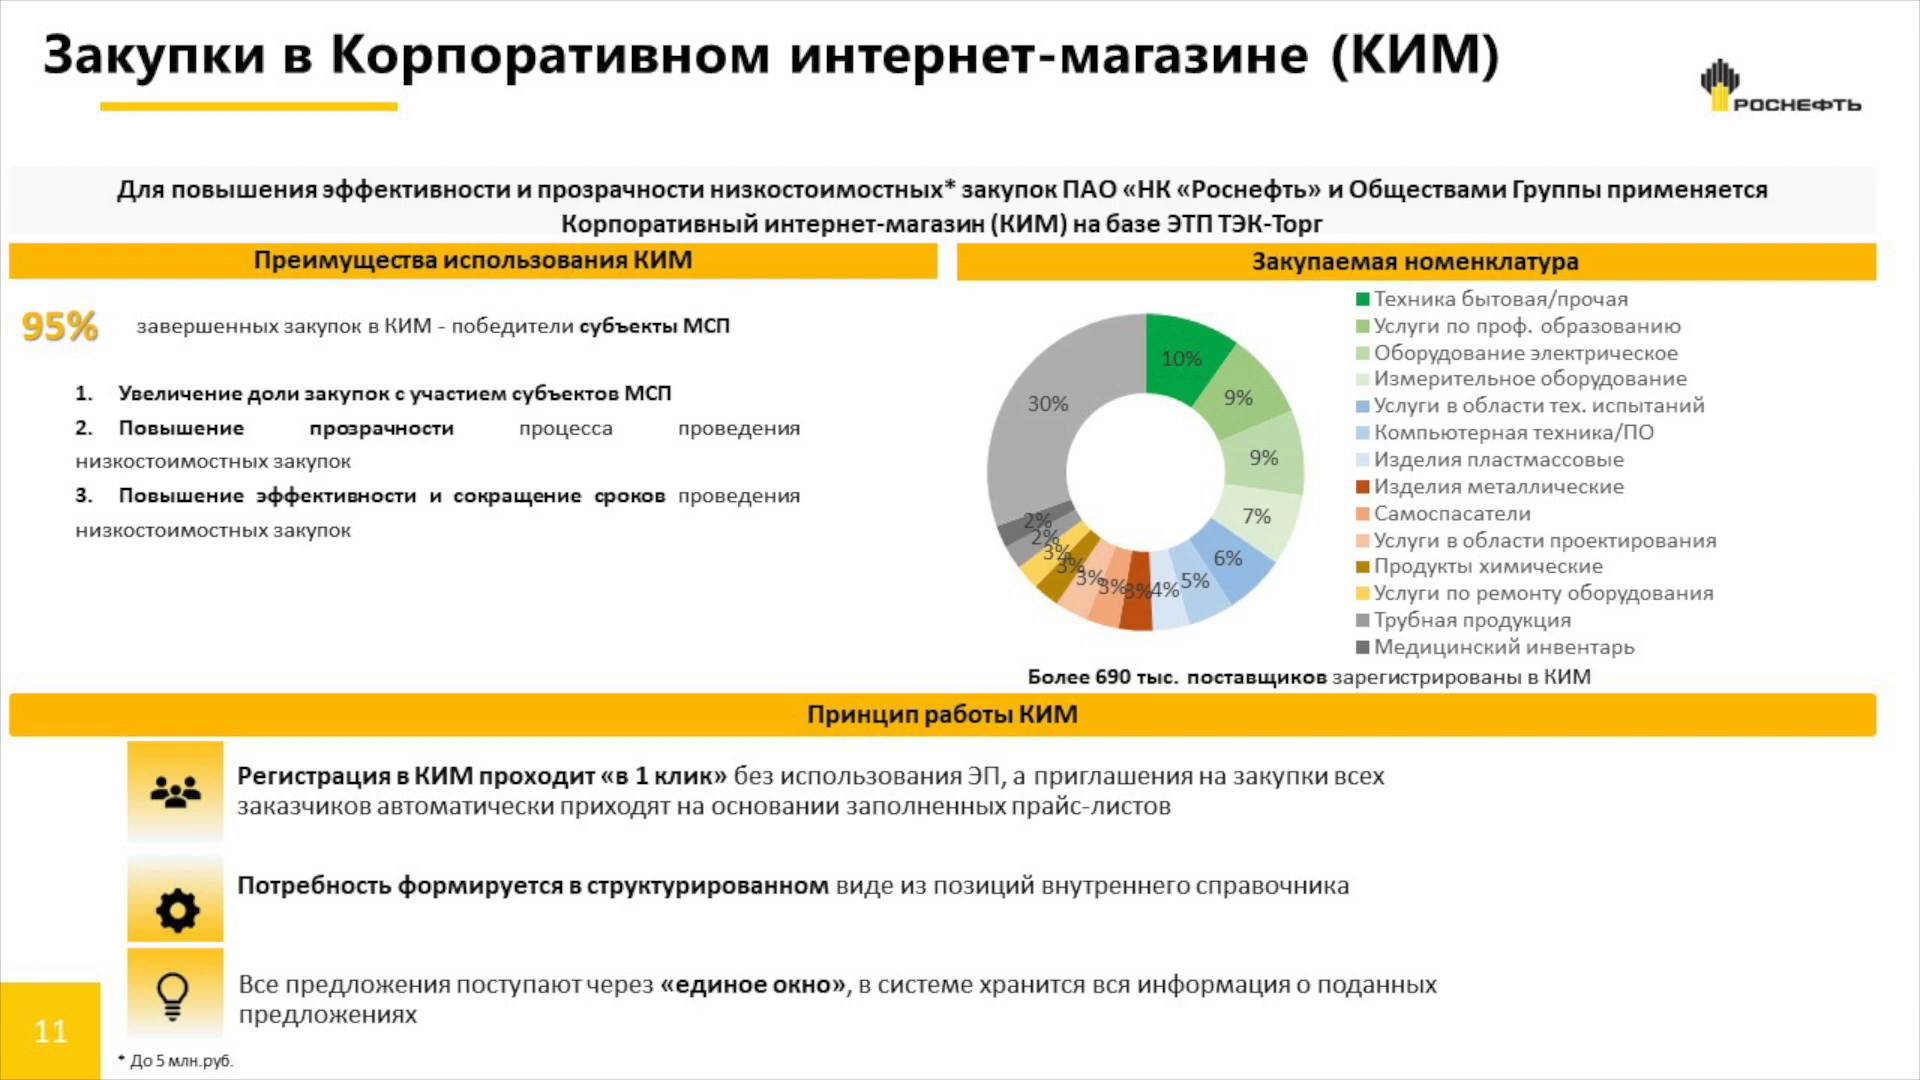 Закупки в Корпоративном интернет-магазине (КИМ)
РОСНЕФТЬ
Для повышения эффективности и прозрачности низкостоимостных* закупок ПАО «НК «Роснефть» и Обществами Группы применяется
Корпоративный интернет-магазин (КИМ) на базе ЭТП ТЭК-Торг
Преимущества использования КИМ
95%
завершенных закупок в КИМ - победители субъекты МСП
1. Увеличение доли закупок с участием субъектов МСП
2. Повышение прозрачности процесса проведения
низкостоимостных закупок
3. Повышение эффективности и сокращение сроков проведения
низкостоимостных закупок
Закупаемая номенклатура
10%
9%
9%
7%
6%
5%
4%
3%
3%
3%
3%
3%
2%
2%
30%
Техника бытовая/прочая
Услуги по проф. образованию
Оборудование электрическое
Измерительное оборудование
Услуги в области тех. испытаний
Компьютерная техника/ПО
Изделия пластмассовые
Изделия металлические
Самоспасатели
Услуги в области проектирования
Продукты химические
Услуги по ремонту оборудования
Трубная продукция
Медицинский инвентарь
Более 690 тыс. поставщиков зарегистрированы в КИМ
Принцип работы КИМ
Регистрация в КИМ проходит «в 1 клик» без использования ЭП, а приглашения на закупки всех
заказчиков автоматически приходят на основании заполненных прайс-листов
Потребность формируется в структурированном виде из позиций внутреннего справочника
Все предложения поступают через «единое окно», в системе хранится вся информация о поданных
предложениях
11
* До 5 млн.руб.